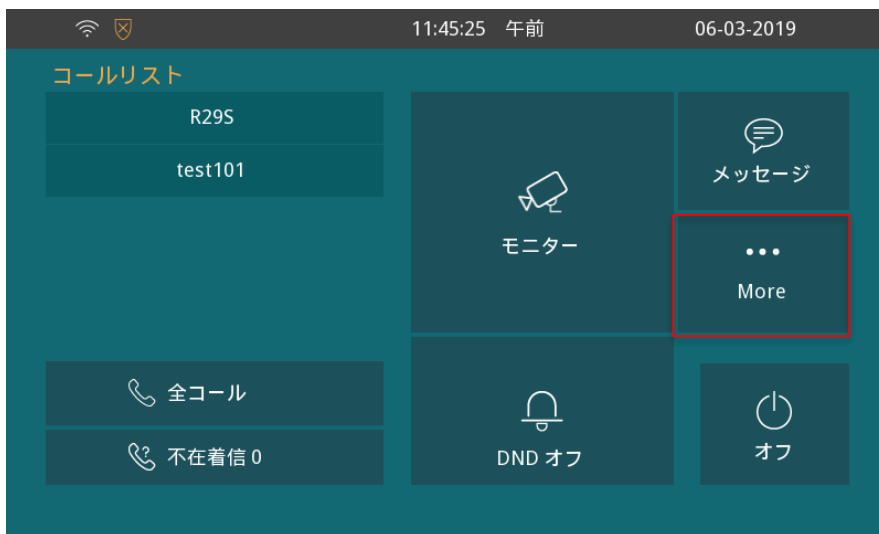 11:45:25 午前 06-03-2019
コールリスト
R29S
test101
モニター
メッセージ
More
全コール
不在着信 0
DND オフ
オフ